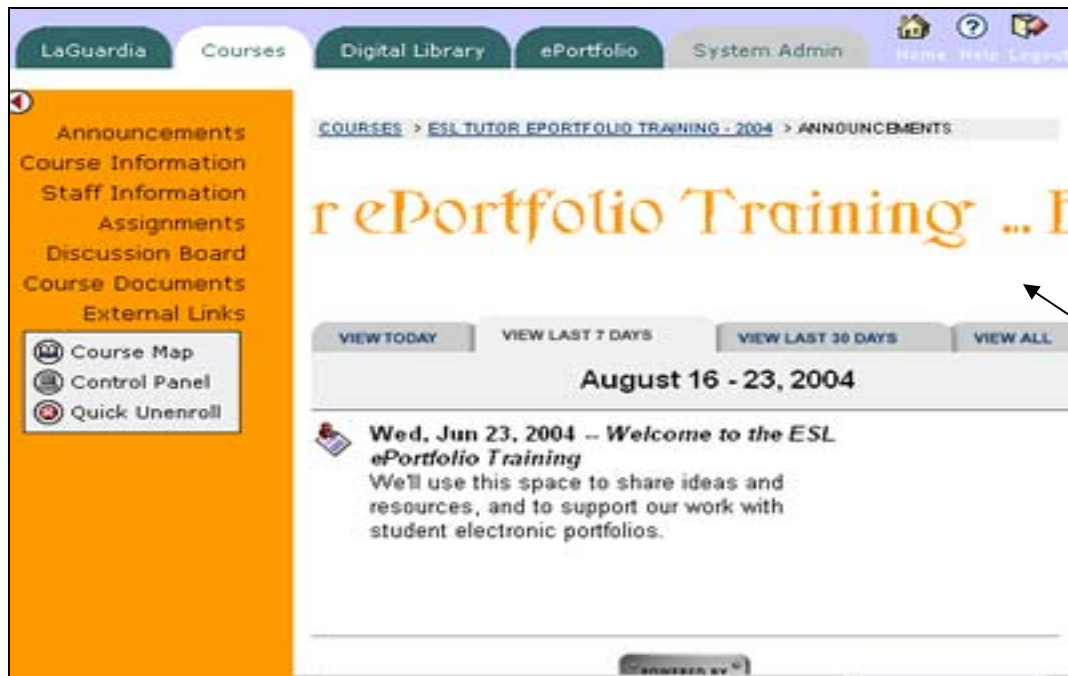 LaGuardia Courses Digital Library ePortfolio System Admin
Home Help Logout
Announcements
Course Information
Staff Information
Assignments
Discussion Board
Course Documents
External Links
Course Map
Control Panel
Quick Unenroll
COURSES > ESL TUTOR EPORTFOLIO TRAINING - 2004 > ANNOUNCEMENTS
r ePortfolio Training ...
VIEW TODAY VIEW LAST 7 DAYS VIEW LAST 30 DAYS VIEW ALL
August 16 - 23, 2004
Wed, Jun 23, 2004 -- Welcome to the ESL
ePortfolio Training
We'll use this space to share ideas and
resources, and to support our work with
student electronic portfolios.
POWERED BY